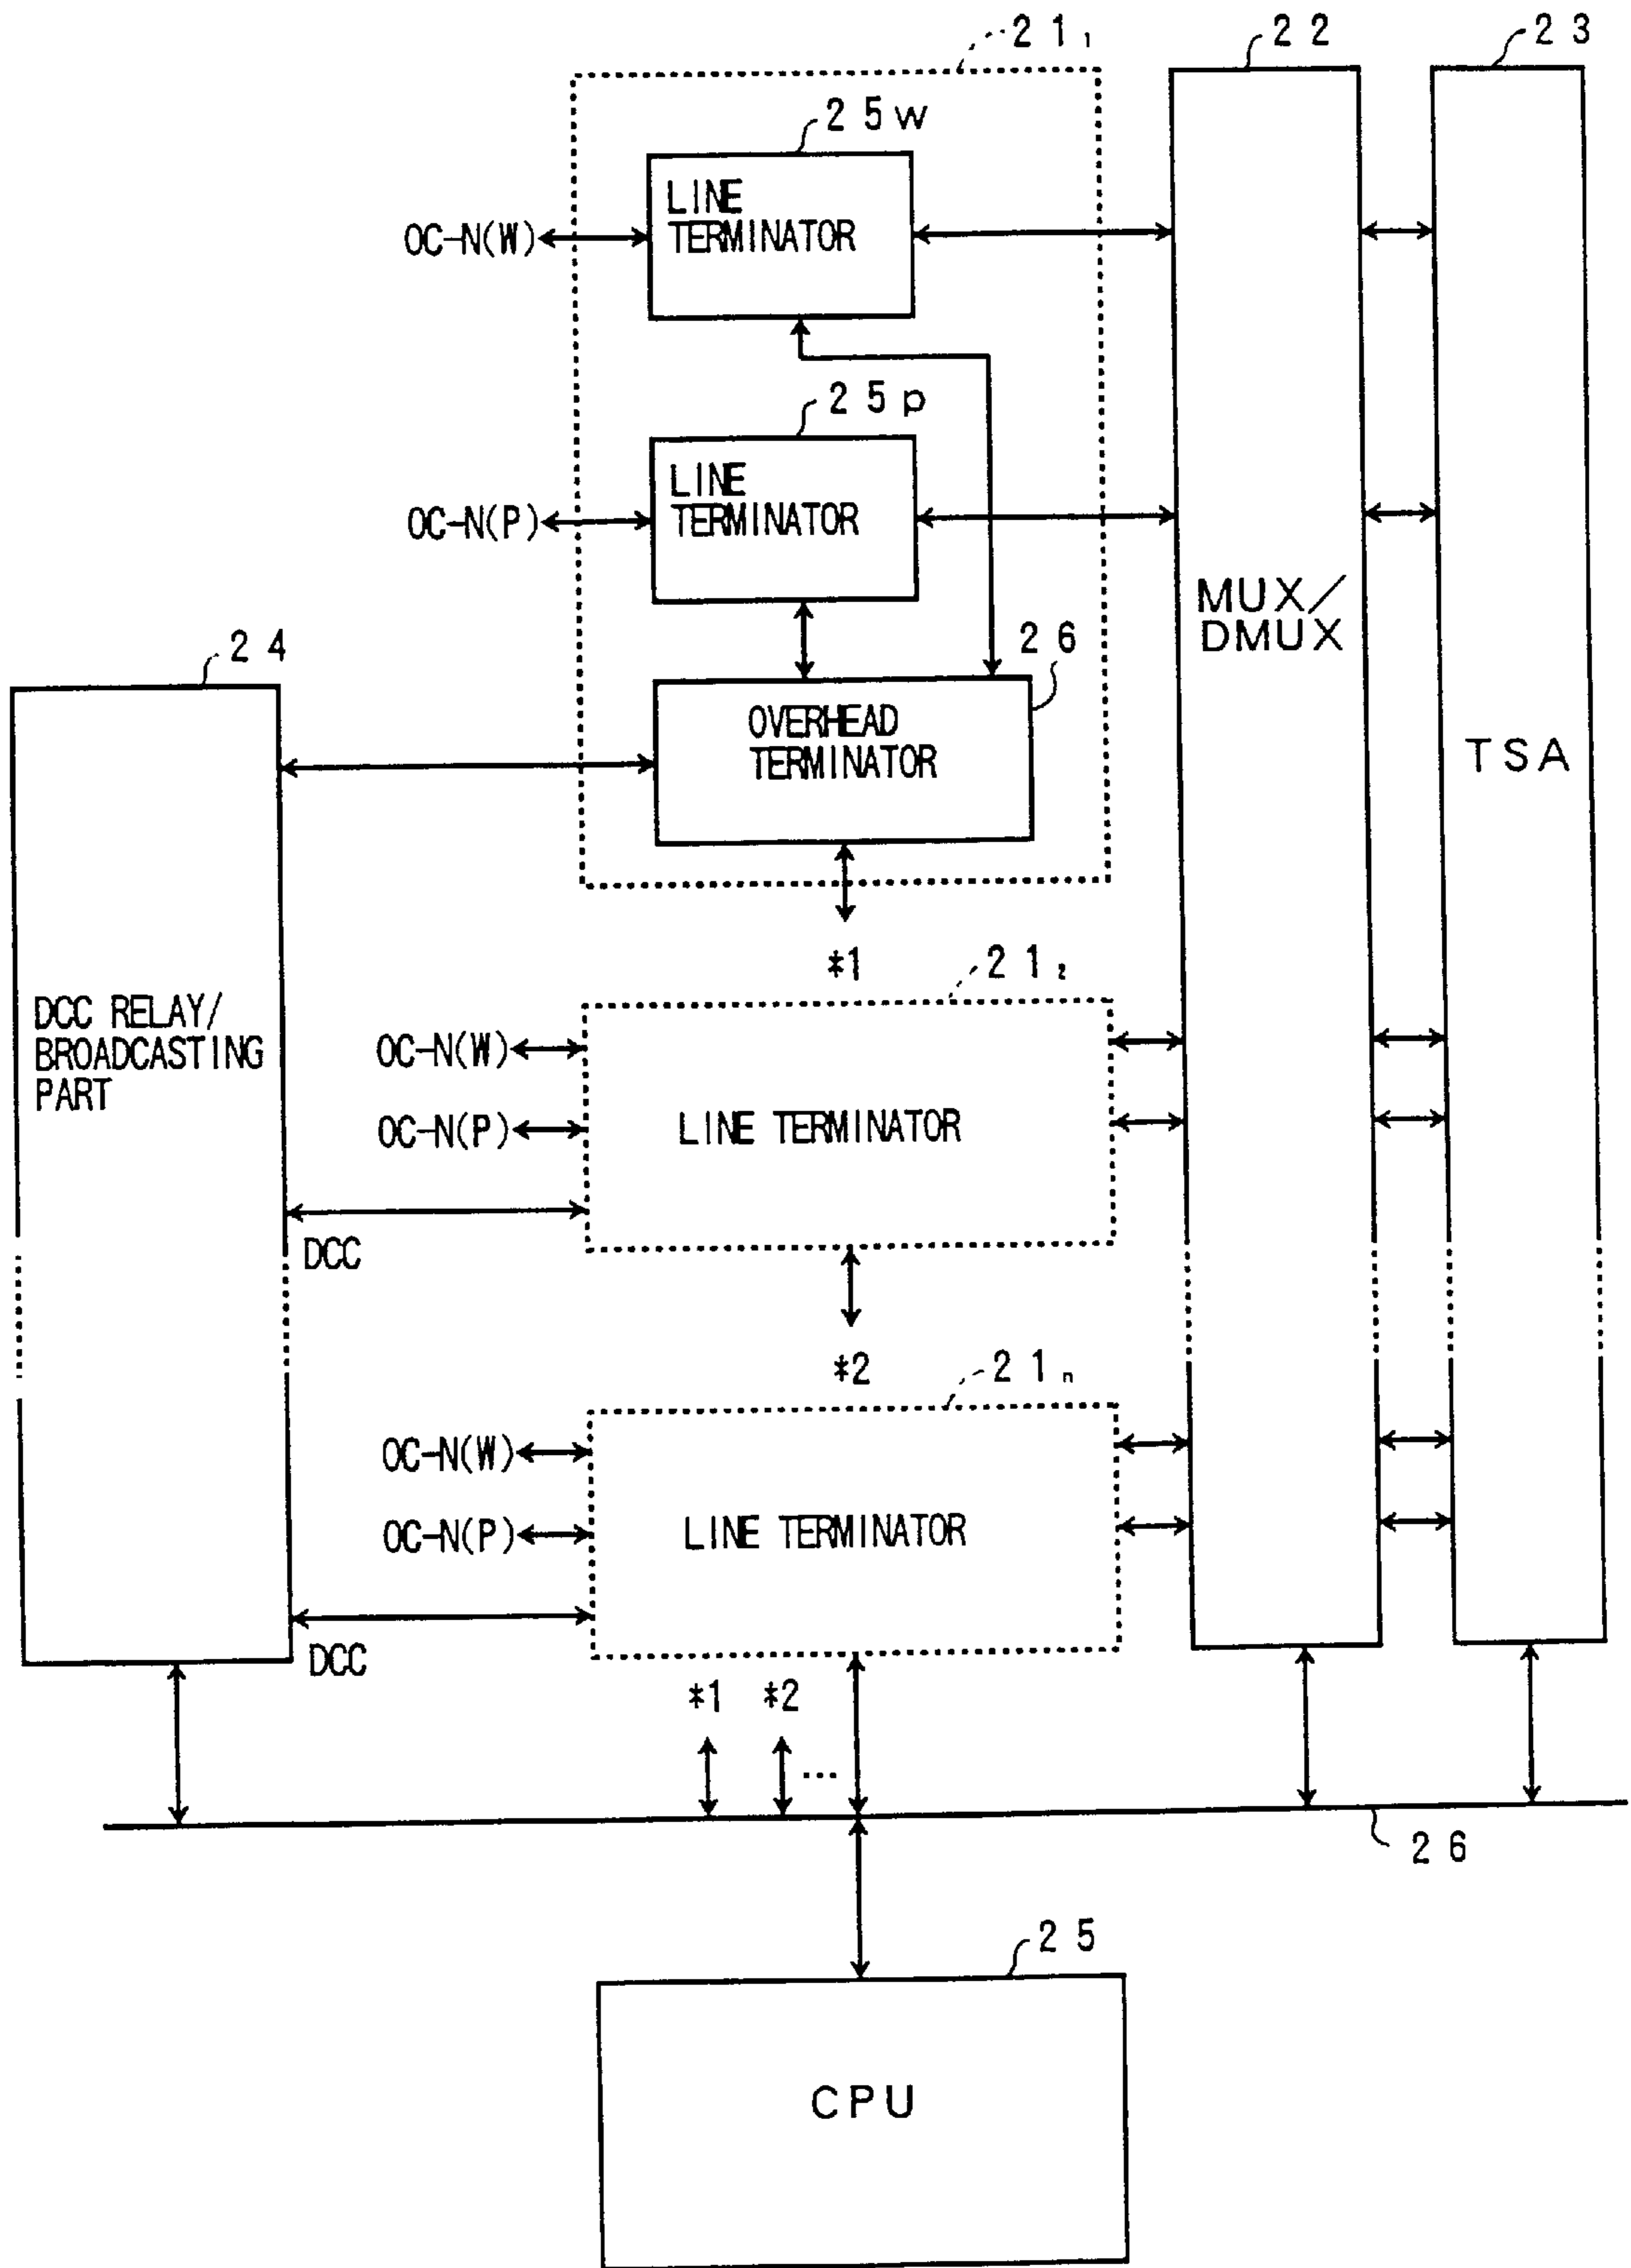 21₁
22
23
25w
LINE
TERMINATOR
OC-N(W)
25p
LINE
TERMINATOR
OC-N(P)
MUX/
DMUX
24
26
OVERHEAD
TERMINATOR
TSA
*1
21₂
DCC RELAY/
BROADCASTING
PART
OC-N(W)
OC-N(P)
LINE TERMINATOR
DCC
*2
21ₙ
OC-N(W)
OC-N(P)
LINE TERMINATOR
DCC
*1 *2
...
26
25
CPU